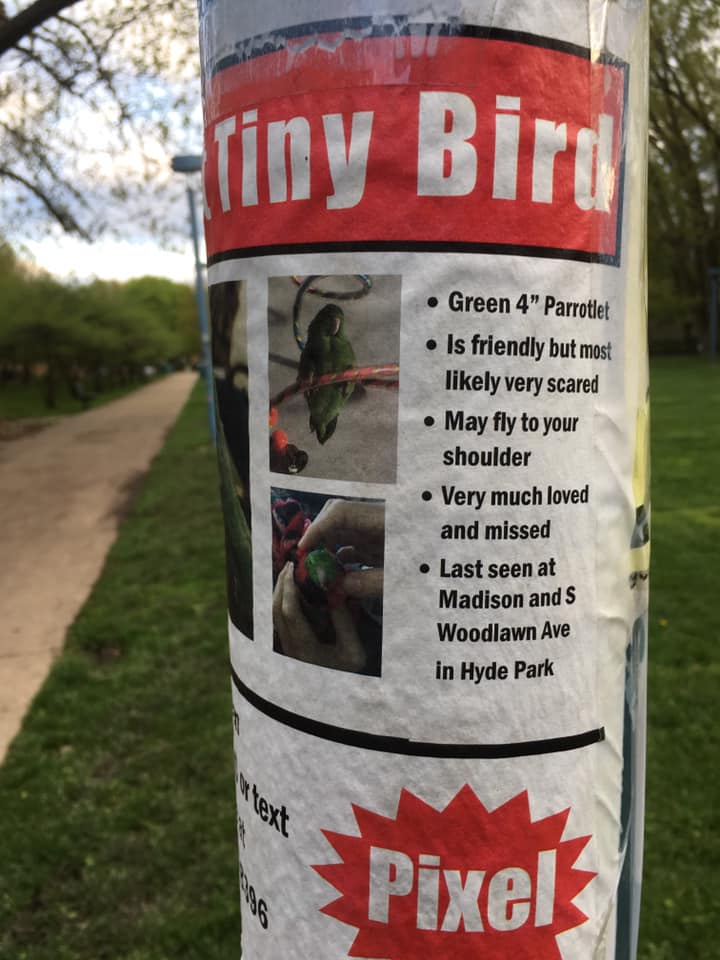 Tiny Bird
• Green 4” Parrotlet
• Is friendly but most
likely very scared
• May fly to your
shoulder
• Very much loved
and missed
• Last seen at
Madison and S
Woodlawn Ave
in Hyde Park
or text
at
Pixel